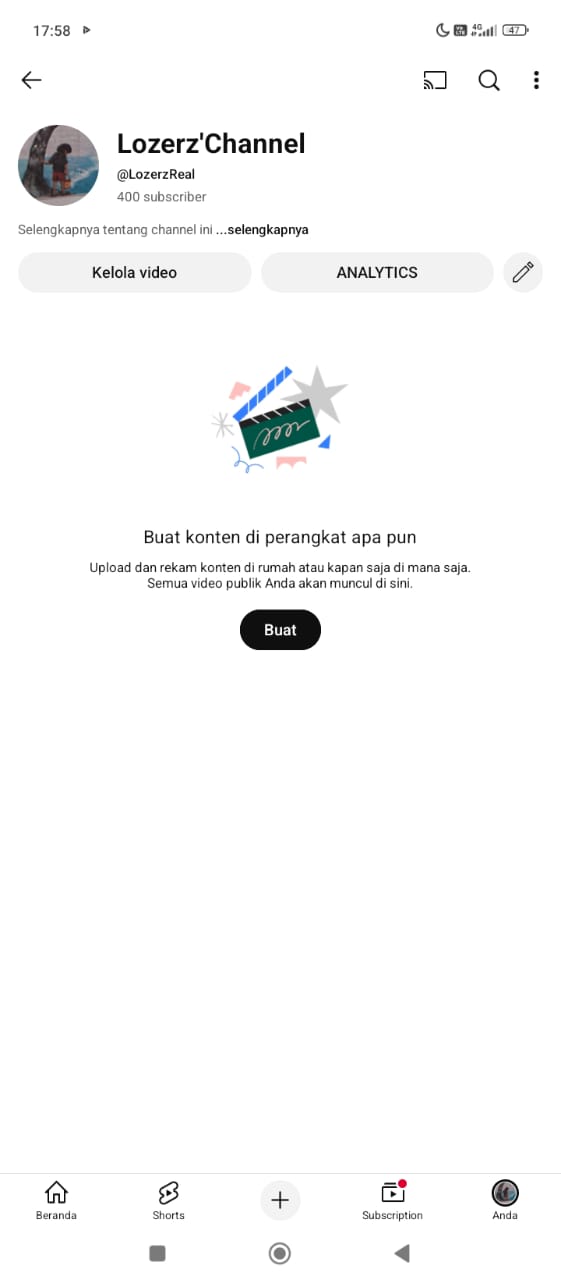 17:58
4G
47
Lozerz'Channel
@LozerzReal
400 subscriber
Selengkapnya tentang channel ini ...selengkapnya
Kelola video
ANALYTICS
Buat konten di perangkat apa pun
Upload dan rekam konten di rumah atau kapan saja di mana saja.
Semua video publik Anda akan muncul di sini.
Buat
Beranda
Shorts
Subscription
Anda